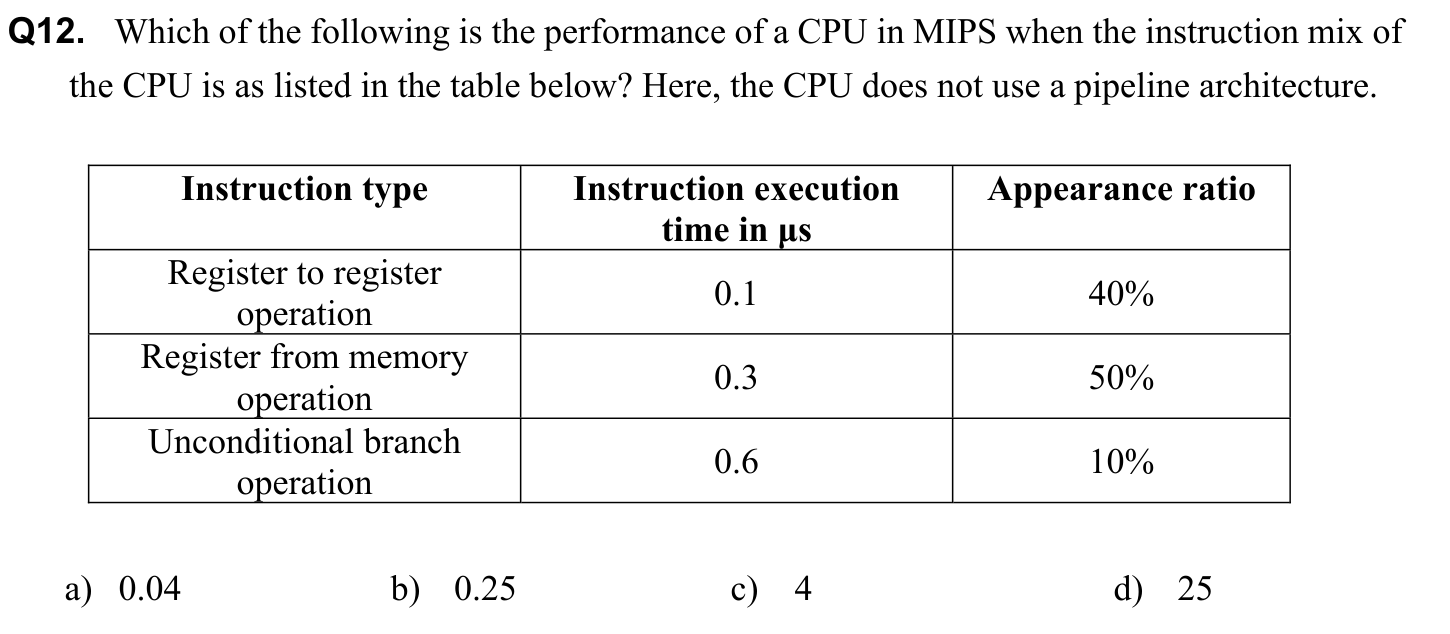 Q12. Which of the following is the performance of a CPU in MIPS when the instruction mix of
the CPU is as listed in the table below? Here, the CPU does not use a pipeline architecture.
Instruction type Instruction execution time in µs Appearance ratio
Register to register operation 0.1 40%
Register from memory operation 0.3 50%
Unconditional branch operation 0.6 10%
a) 0.04 b) 0.25 c) 4 d) 25